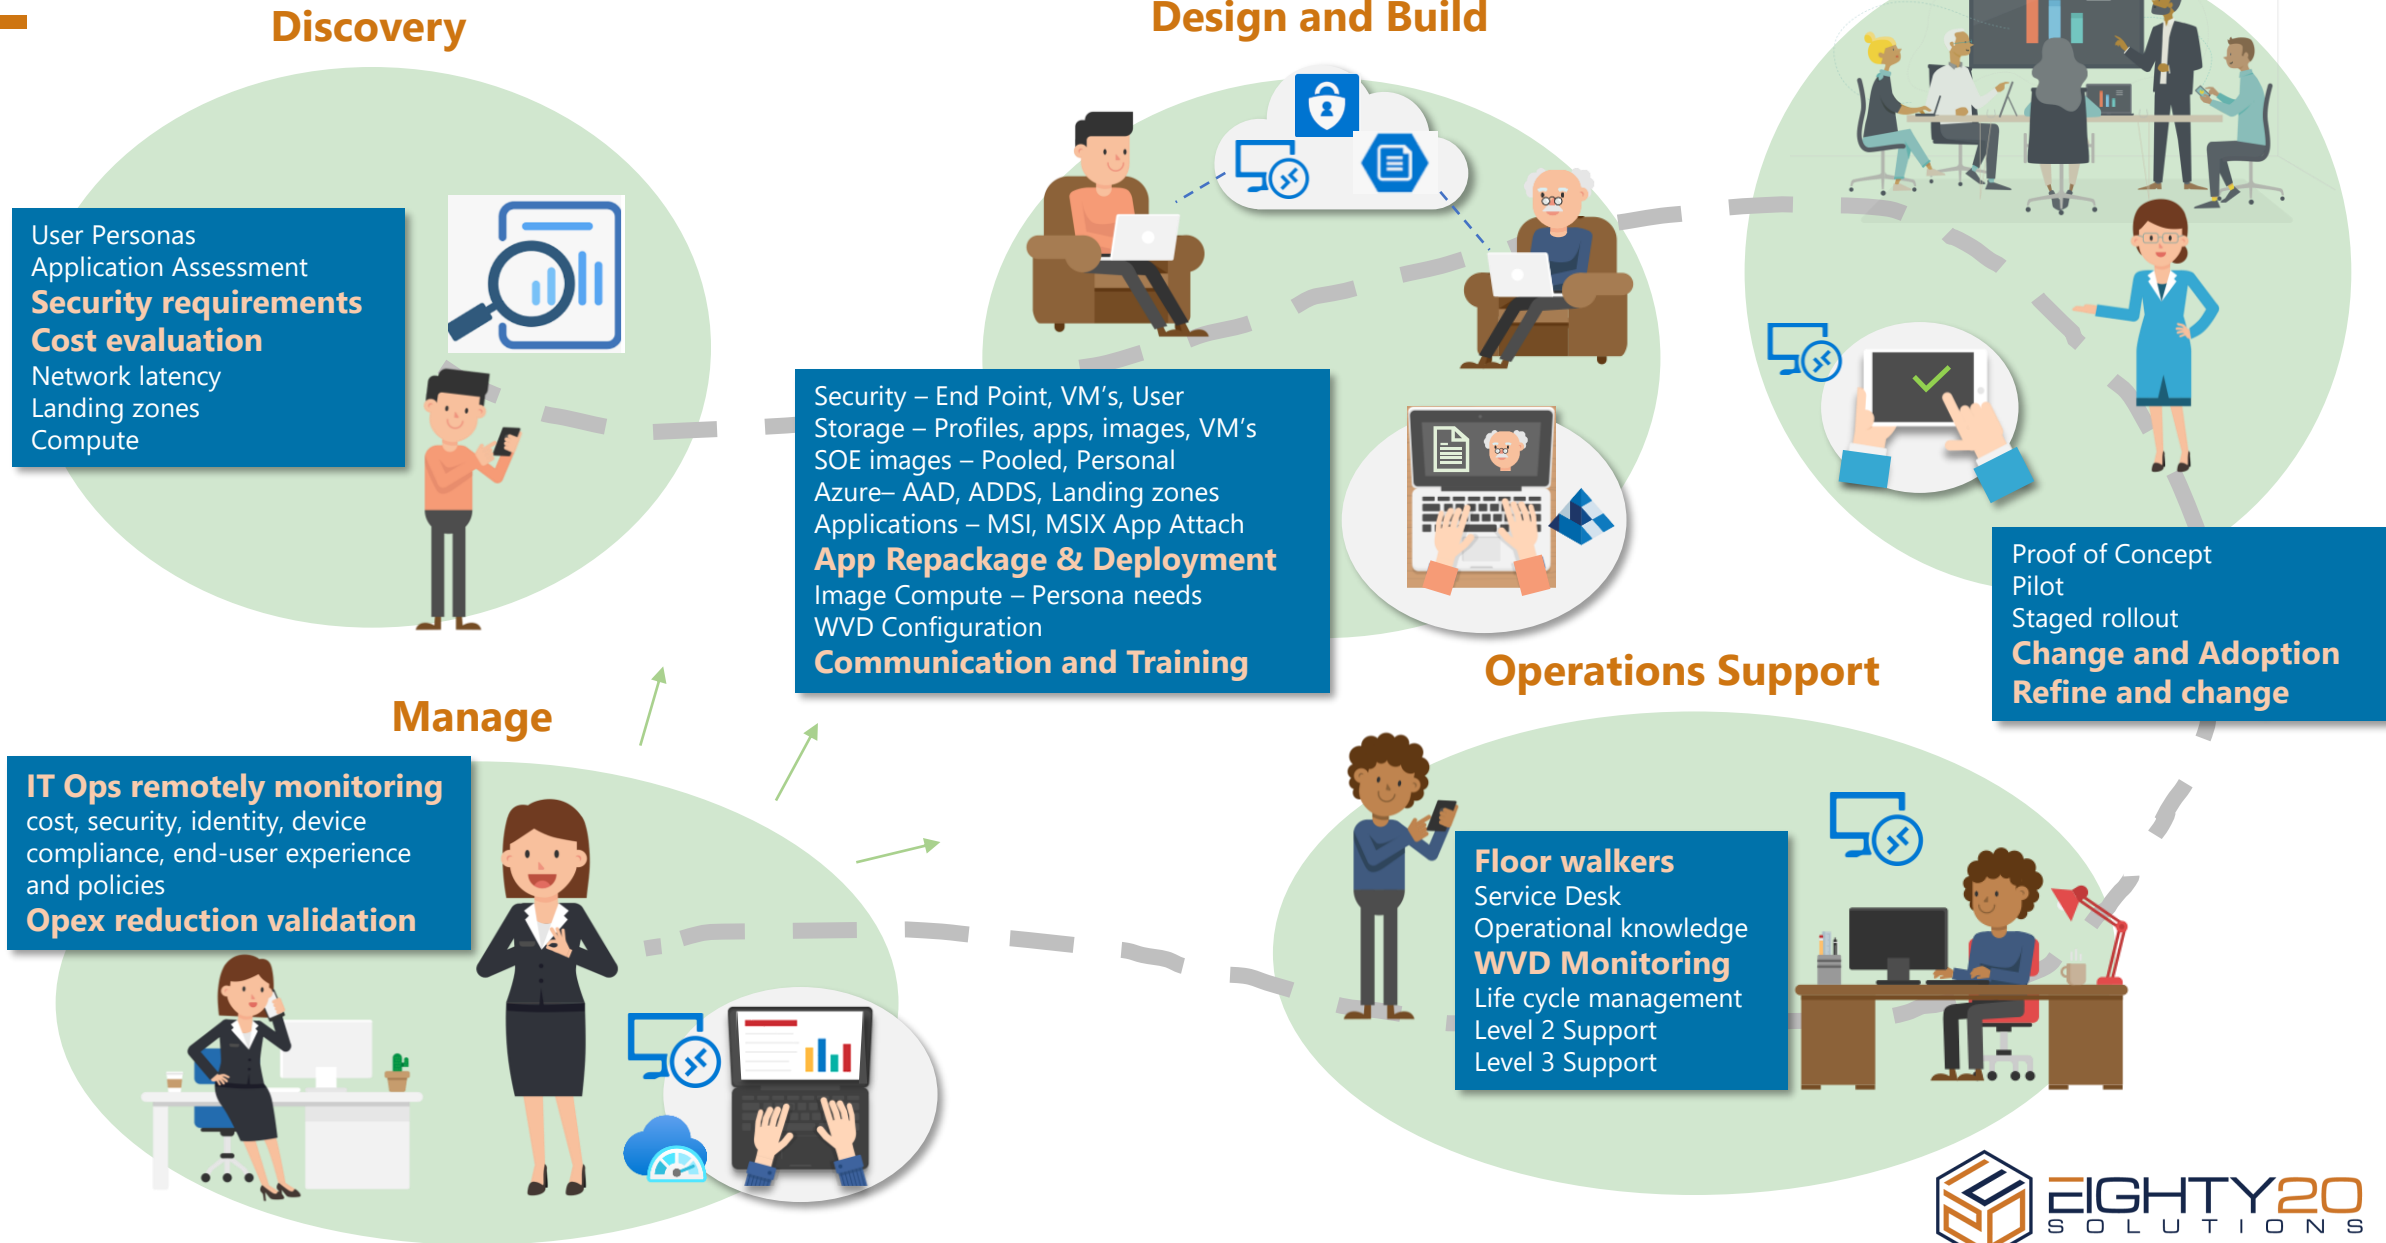 Discovery
User Personas
Application Assessment
Security requirements
Cost evaluation
Network latency
Landing zones
Compute
Design and Build
Security – End Point, VM’s, User
Storage – Profiles, apps, images, VM’s
SOE images – Pooled, Personal
Azure– AAD, ADDS, Landing zones
Applications – MSI, MSIX App Attach
App Repackage & Deployment
Image Compute – Persona needs
WVD Configuration
Communication and Training
Proof of Concept
Pilot
Staged rollout
Change and Adoption
Refine and change
Operations Support
Floor walkers
Service Desk
Operational knowledge
WVD Monitoring
Life cycle management
Level 2 Support
Level 3 Support
Manage
IT Ops remotely monitoring
cost, security, identity, device
compliance, end-user experience
and policies
Opex reduction validation
EIGHTY20
SOLUTIONS